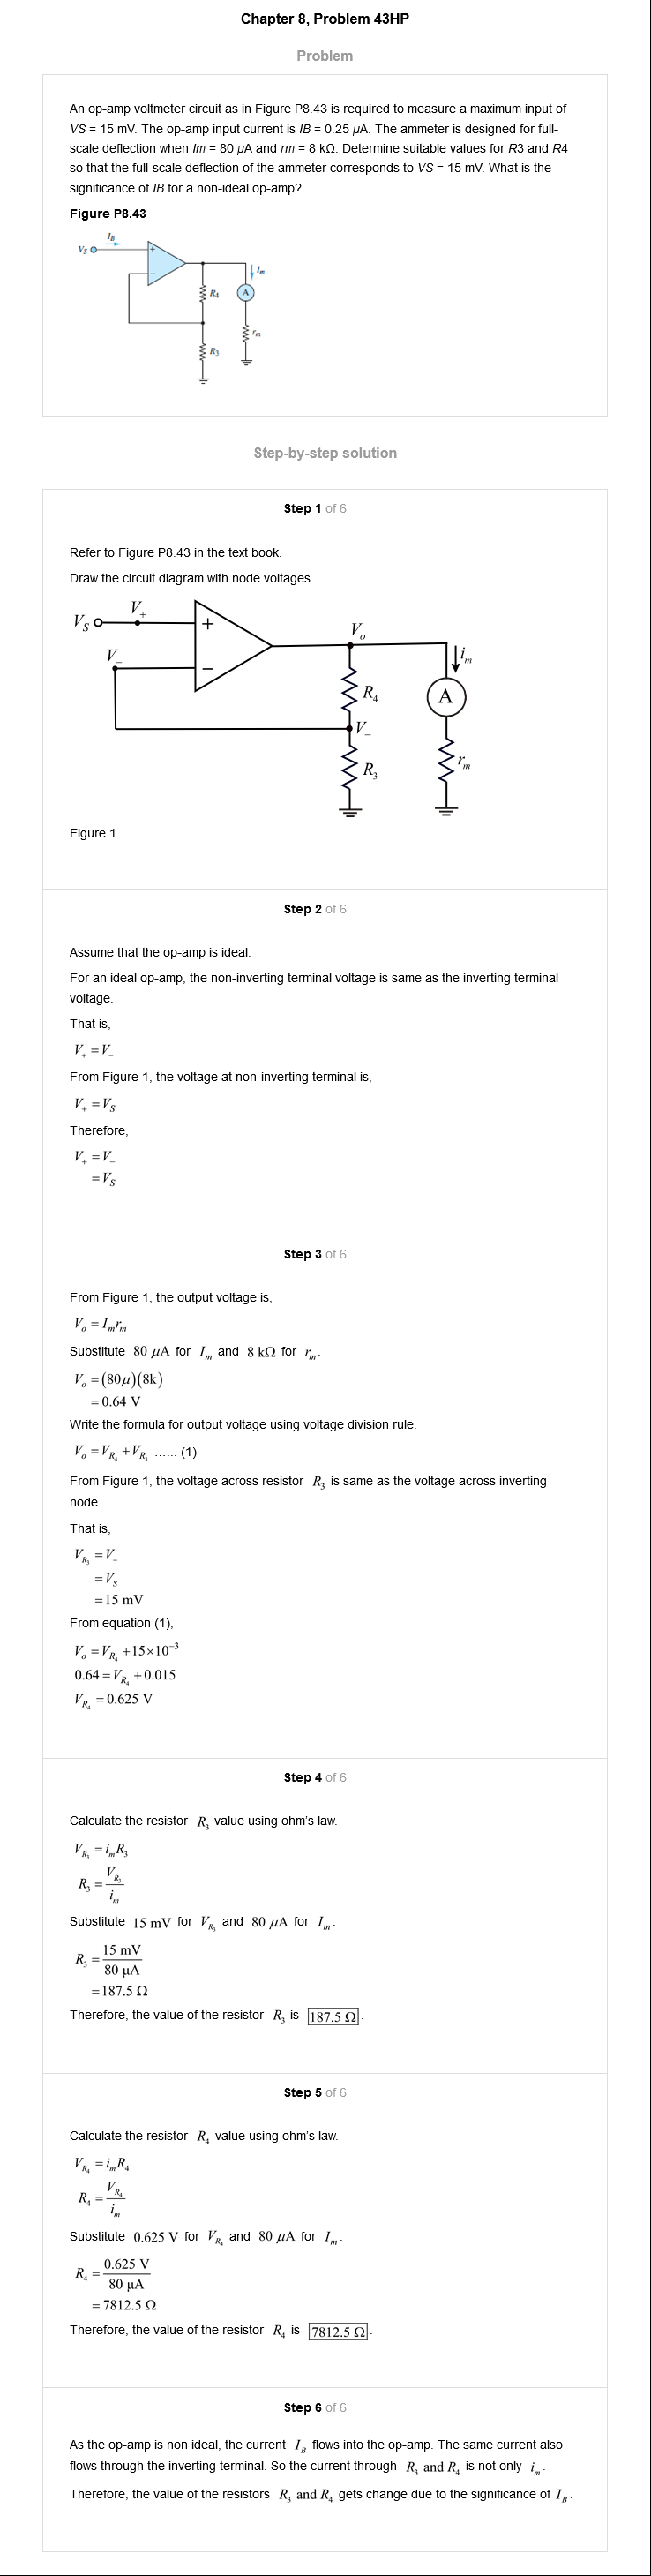 Chapter 8, Problem 43HP
Problem
An op-amp voltmeter circuit as in Figure P8.43 is required to measure a maximum input of
VS = 15 mV. The op-amp input current is IB = 0.25 µA. The ammeter is designed for full-
scale deflection when Im = 80 µA and rm = 8 kΩ. Determine suitable values for R3 and R4
so that the full-scale deflection of the ammeter corresponds to VS = 15 mV. What is the
significance of IB for a non-ideal op-amp?
Figure P8.43
I_B
V_S
+
−
I_m
R_4
A
r_m
R_3
Step-by-step solution
Step 1 of 6
Refer to Figure P8.43 in the text book.
Draw the circuit diagram with node voltages.
V_S
V_+
+
V_o
V_−
−
i_m
R_4
A
V_−
R_3
r_m
Figure 1
Step 2 of 6
Assume that the op-amp is ideal.
For an ideal op-amp, the non-inverting terminal voltage is same as the inverting terminal
voltage.
That is,
V_+ = V_−
From Figure 1, the voltage at non-inverting terminal is,
V_+ = V_S
Therefore,
V_+ = V_−
= V_S
Step 3 of 6
From Figure 1, the output voltage is,
V_o = I_m r_m
Substitute 80 µA for I_m and 8 kΩ for r_m.
V_o = (80µ)(8k)
= 0.64 V
Write the formula for output voltage using voltage division rule.
V_o = V_{R_4} + V_{R_3} ...... (1)
From Figure 1, the voltage across resistor R_3 is same as the voltage across inverting
node.
That is,
V_{R_3} = V_−
= V_S
= 15 mV
From equation (1),
V_o = V_{R_4} + 15×10^{−3}
0.64 = V_{R_4} + 0.015
V_{R_4} = 0.625 V
Step 4 of 6
Calculate the resistor R_3 value using ohm's law.
V_{R_3} = i_m R_3
R_3 = V_{R_3} / i_m
Substitute 15 mV for V_{R_3} and 80 µA for I_m.
R_3 = 15 mV / 80 µA
= 187.5 Ω
Therefore, the value of the resistor R_3 is 187.5 Ω.
Step 5 of 6
Calculate the resistor R_4 value using ohm's law.
V_{R_4} = i_m R_4
R_4 = V_{R_4} / i_m
Substitute 0.625 V for V_{R_4} and 80 µA for I_m.
R_4 = 0.625 V / 80 µA
= 7812.5 Ω
Therefore, the value of the resistor R_4 is 7812.5 Ω.
Step 6 of 6
As the op-amp is non ideal, the current I_B flows into the op-amp. The same current also
flows through the inverting terminal. So the current through R_3 and R_4 is not only i_m.
Therefore, the value of the resistors R_3 and R_4 gets change due to the significance of I_B.